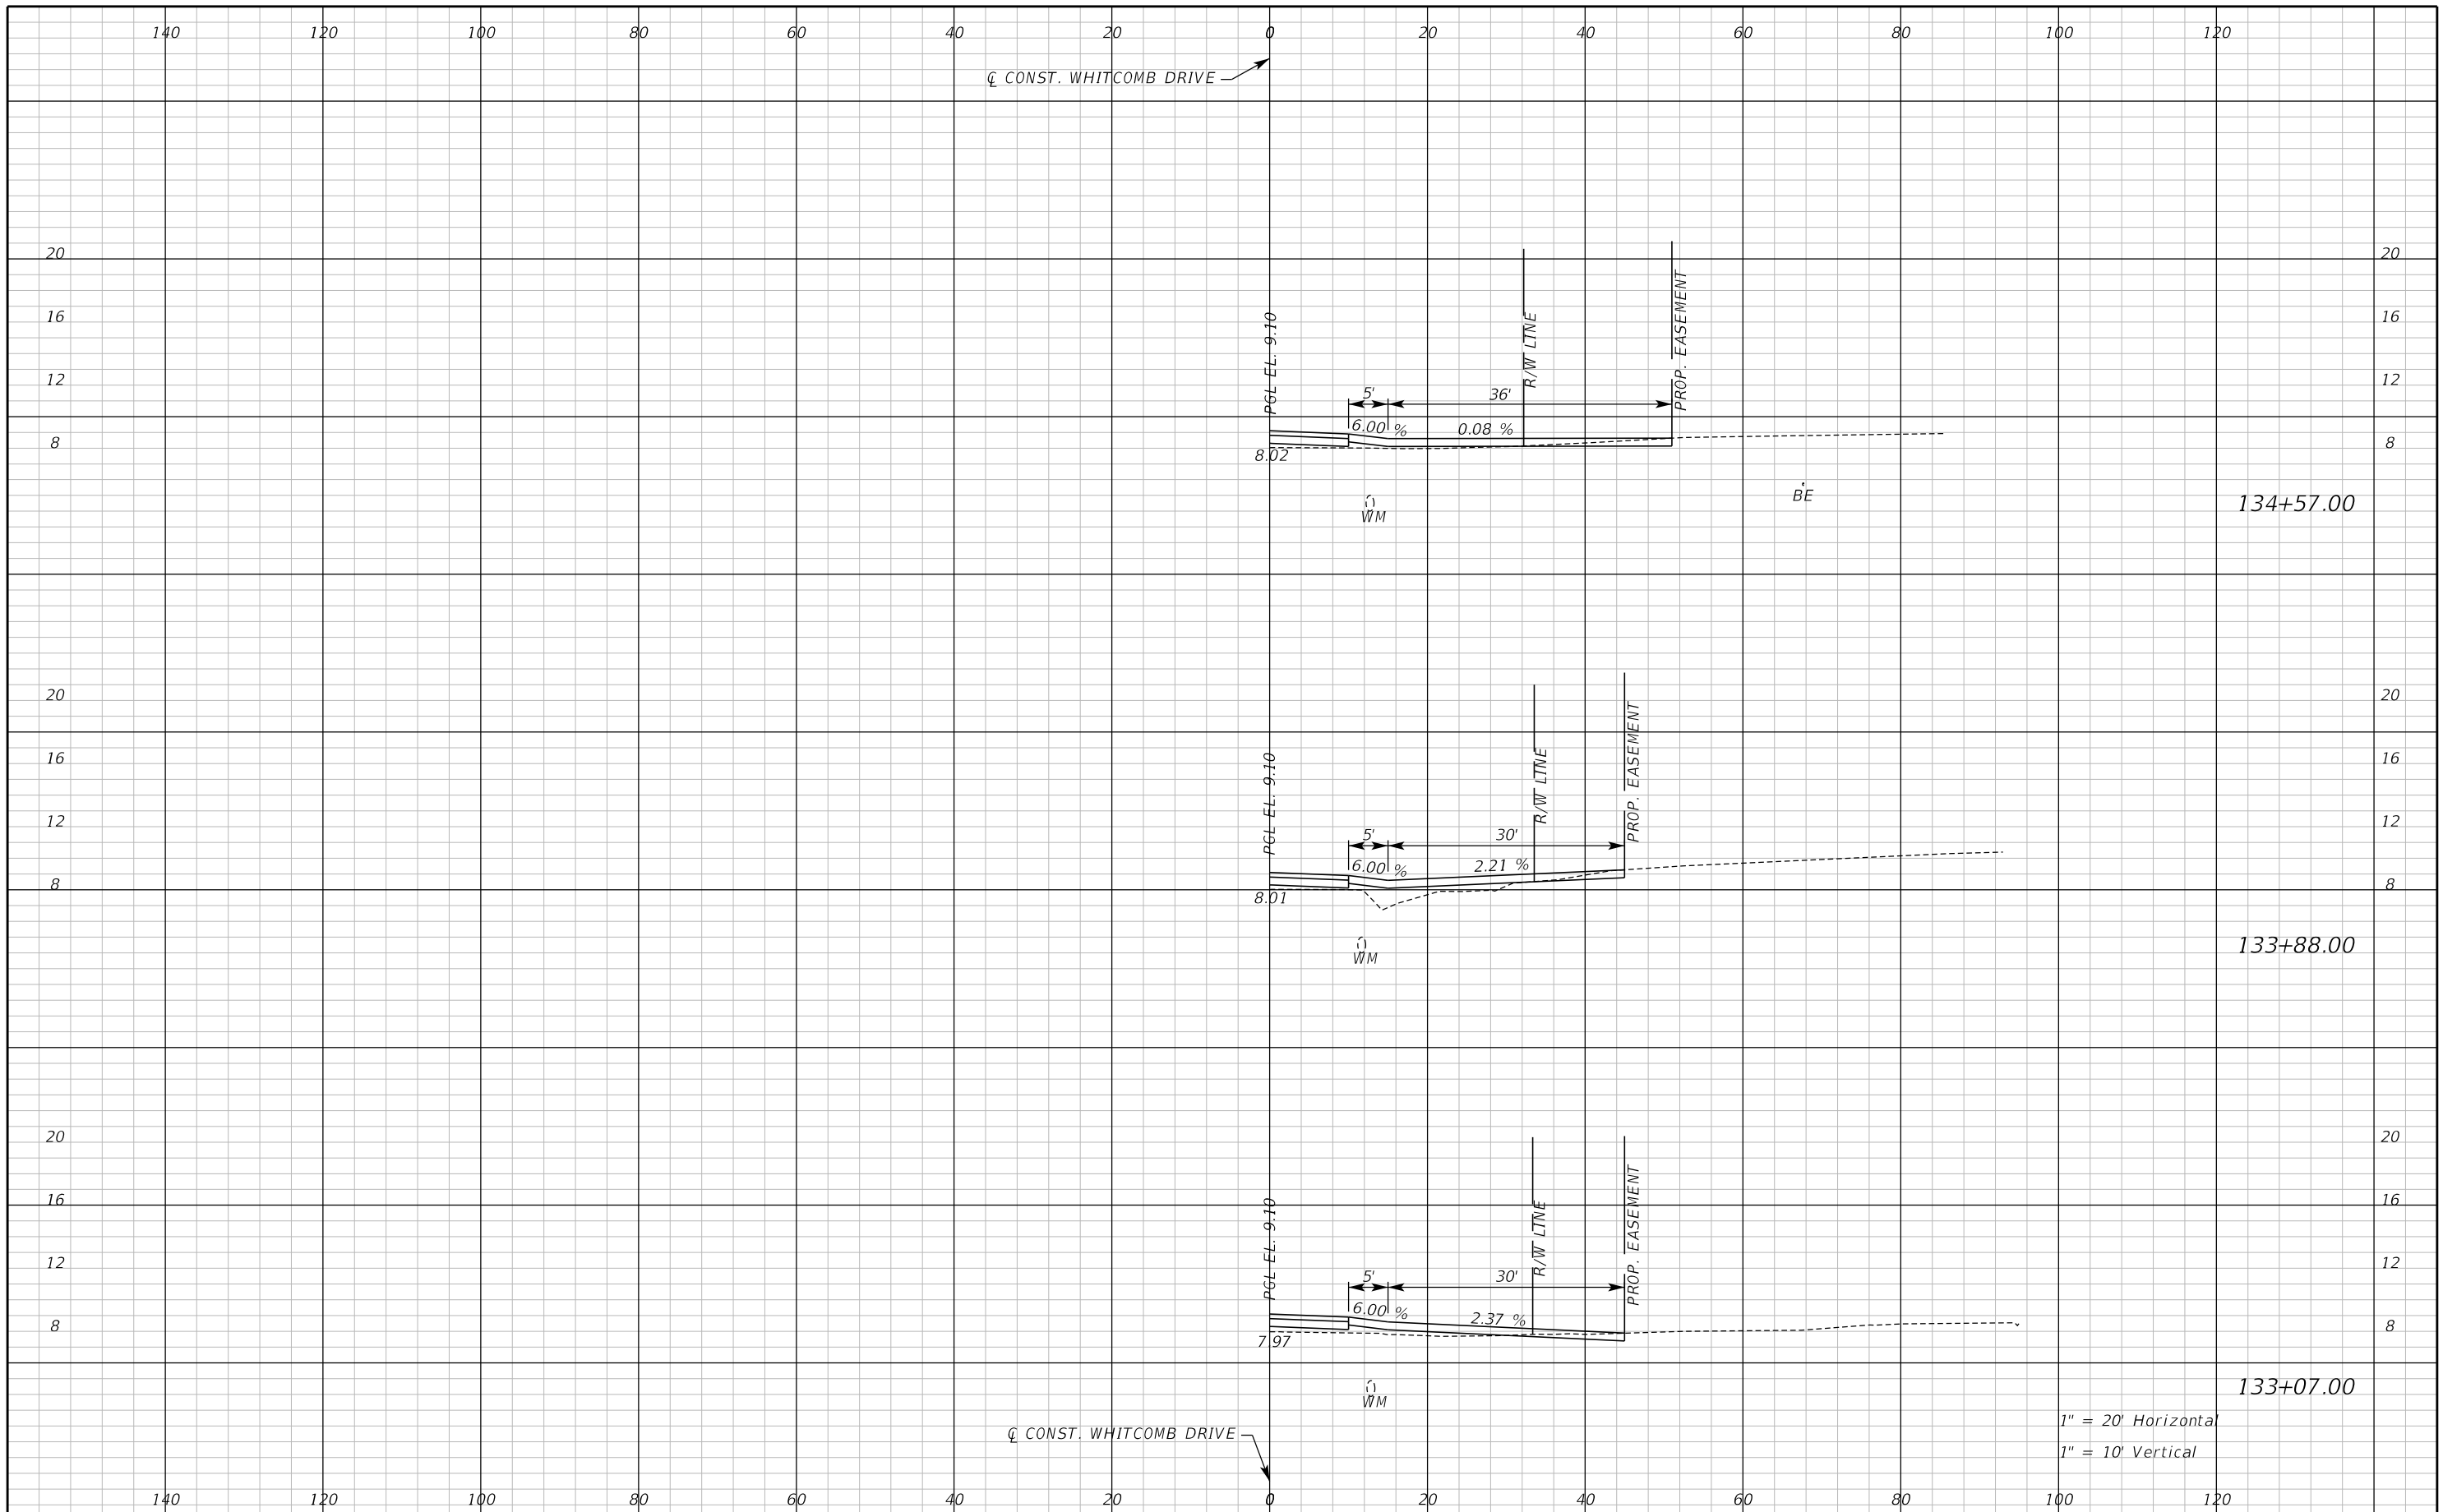 140 120 100 80 60 40 20 0 20 40 60 80 100 120
℄ CONST. WHITCOMB DRIVE
20 20
16 16
12 12
8 8
PGL EL. 9.10
R/W LINE
PROP. EASEMENT
5' 36'
6.00 % 0.08 %
8.02
WM
BE
134+57.00
20 20
16 16
12 12
8 8
PGL EL. 9.10
R/W LINE
PROP. EASEMENT
5' 30'
6.00 % 2.21 %
8.01
WM
133+88.00
20 20
16 16
12 12
8 8
PGL EL. 9.10
R/W LINE
PROP. EASEMENT
5' 30'
6.00 % 2.37 %
7.97
WM
133+07.00
1" = 20' Horizontal
1" = 10' Vertical
℄ CONST. WHITCOMB DRIVE
140 120 100 80 60 40 20 0 20 40 60 80 100 120